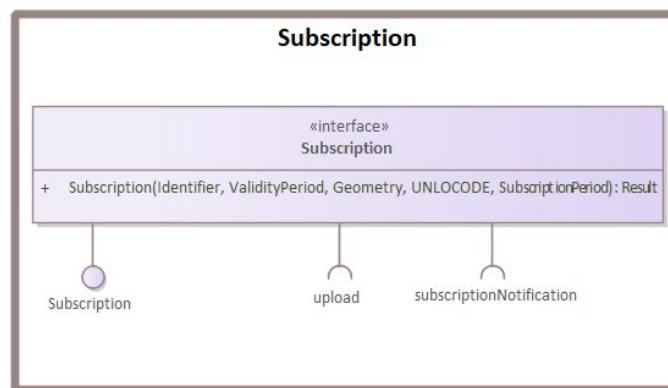 Subscription
«interface»
Subscription
+ Subscription(Identifier, ValidityPeriod, Geometry, UNLOCODE, SubscriptionPeriod): Result
Subscription
upload
subscriptionNotification